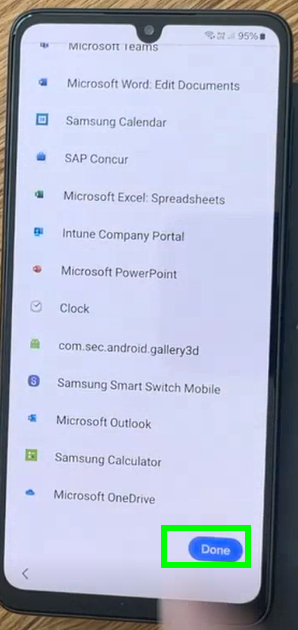 95%
Microsoft Teams
Microsoft Word: Edit Documents
Samsung Calendar
SAP Concur
Microsoft Excel: Spreadsheets
Intune Company Portal
Microsoft PowerPoint
Clock
com.sec.android.gallery3d
Samsung Smart Switch Mobile
Microsoft Outlook
Samsung Calculator
Microsoft OneDrive
Done